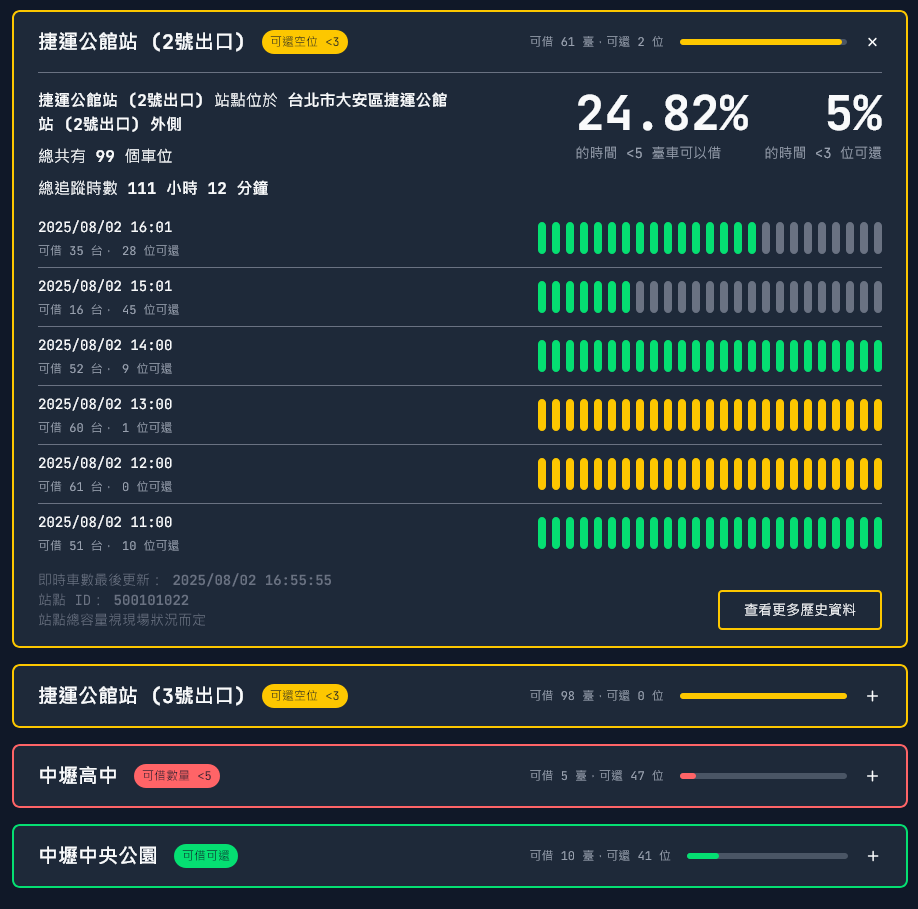 捷運公館站 (2號出口) 可還空位 <3 可借 61 臺·可還 2 位 ×
捷運公館站 (2號出口) 站點位於 台北市大安區捷運公館
站 (2號出口) 外側
總共有 99 個車位
總追蹤時數 111 小時 12 分鐘
24.82% 5%
的時間 <5 臺車可以借 的時間 <3 位可還
2025/08/02 16:01
可借 35 台· 28 位可還
2025/08/02 15:01
可借 16 台· 45 位可還
2025/08/02 14:00
可借 52 台· 9 位可還
2025/08/02 13:00
可借 60 台· 1 位可還
2025/08/02 12:00
可借 61 台· 0 位可還
2025/08/02 11:00
可借 51 台· 10 位可還
即時車數最後更新： 2025/08/02 16:55:55
站點 ID： 500101022
站點總容量視現場狀況而定
查看更多歷史資料
捷運公館站 (3號出口) 可還空位 <3 可借 98 臺·可還 0 位 +
中壢高中 可借數量 <5 可借 5 臺·可還 47 位 +
中壢中央公園 可借可還 可借 10 臺·可還 41 位 +